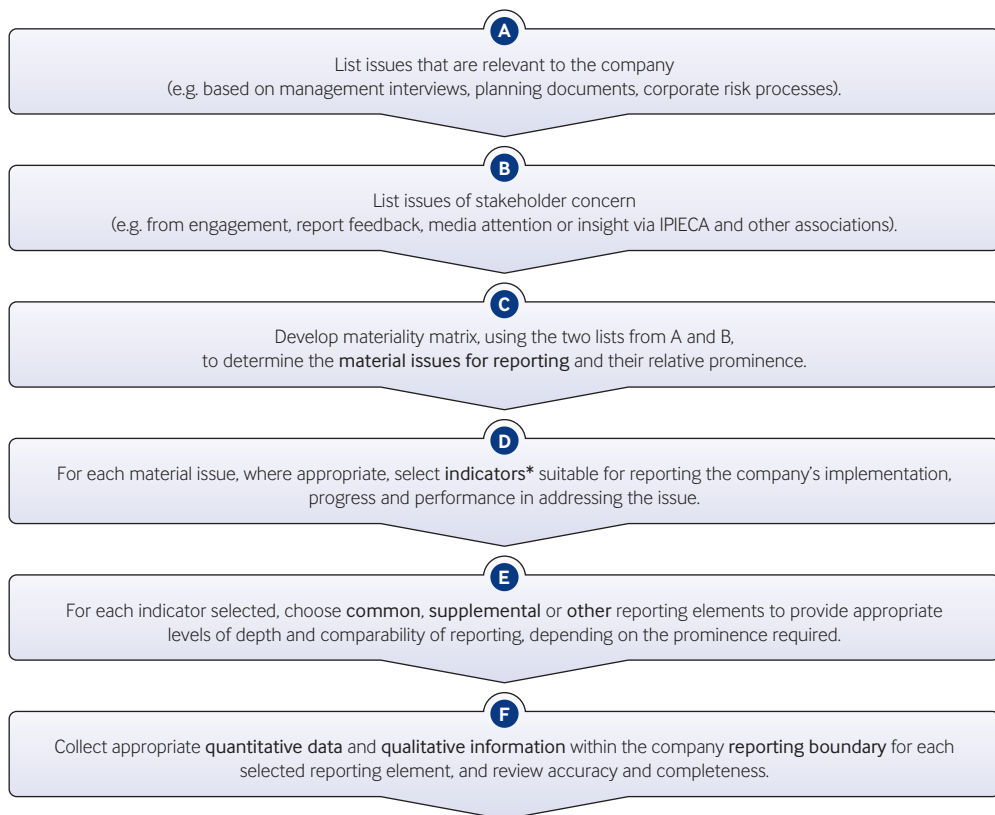 A
List issues that are relevant to the company
(e.g. based on management interviews, planning documents, corporate risk processes).
B
List issues of stakeholder concern
(e.g. from engagement, report feedback, media attention or insight via IPIECA and other associations).
C
Develop materiality matrix, using the two lists from A and B,
to determine the material issues for reporting and their relative prominence.
D
For each material issue, where appropriate, select indicators* suitable for reporting the company’s implementation,
progress and performance in addressing the issue.
E
For each indicator selected, choose common, supplemental or other reporting elements to provide appropriate
levels of depth and comparability of reporting, depending on the prominence required.
F
Collect appropriate quantitative data and qualitative information within the company reporting boundary for each
selected reporting element, and review accuracy and completeness.